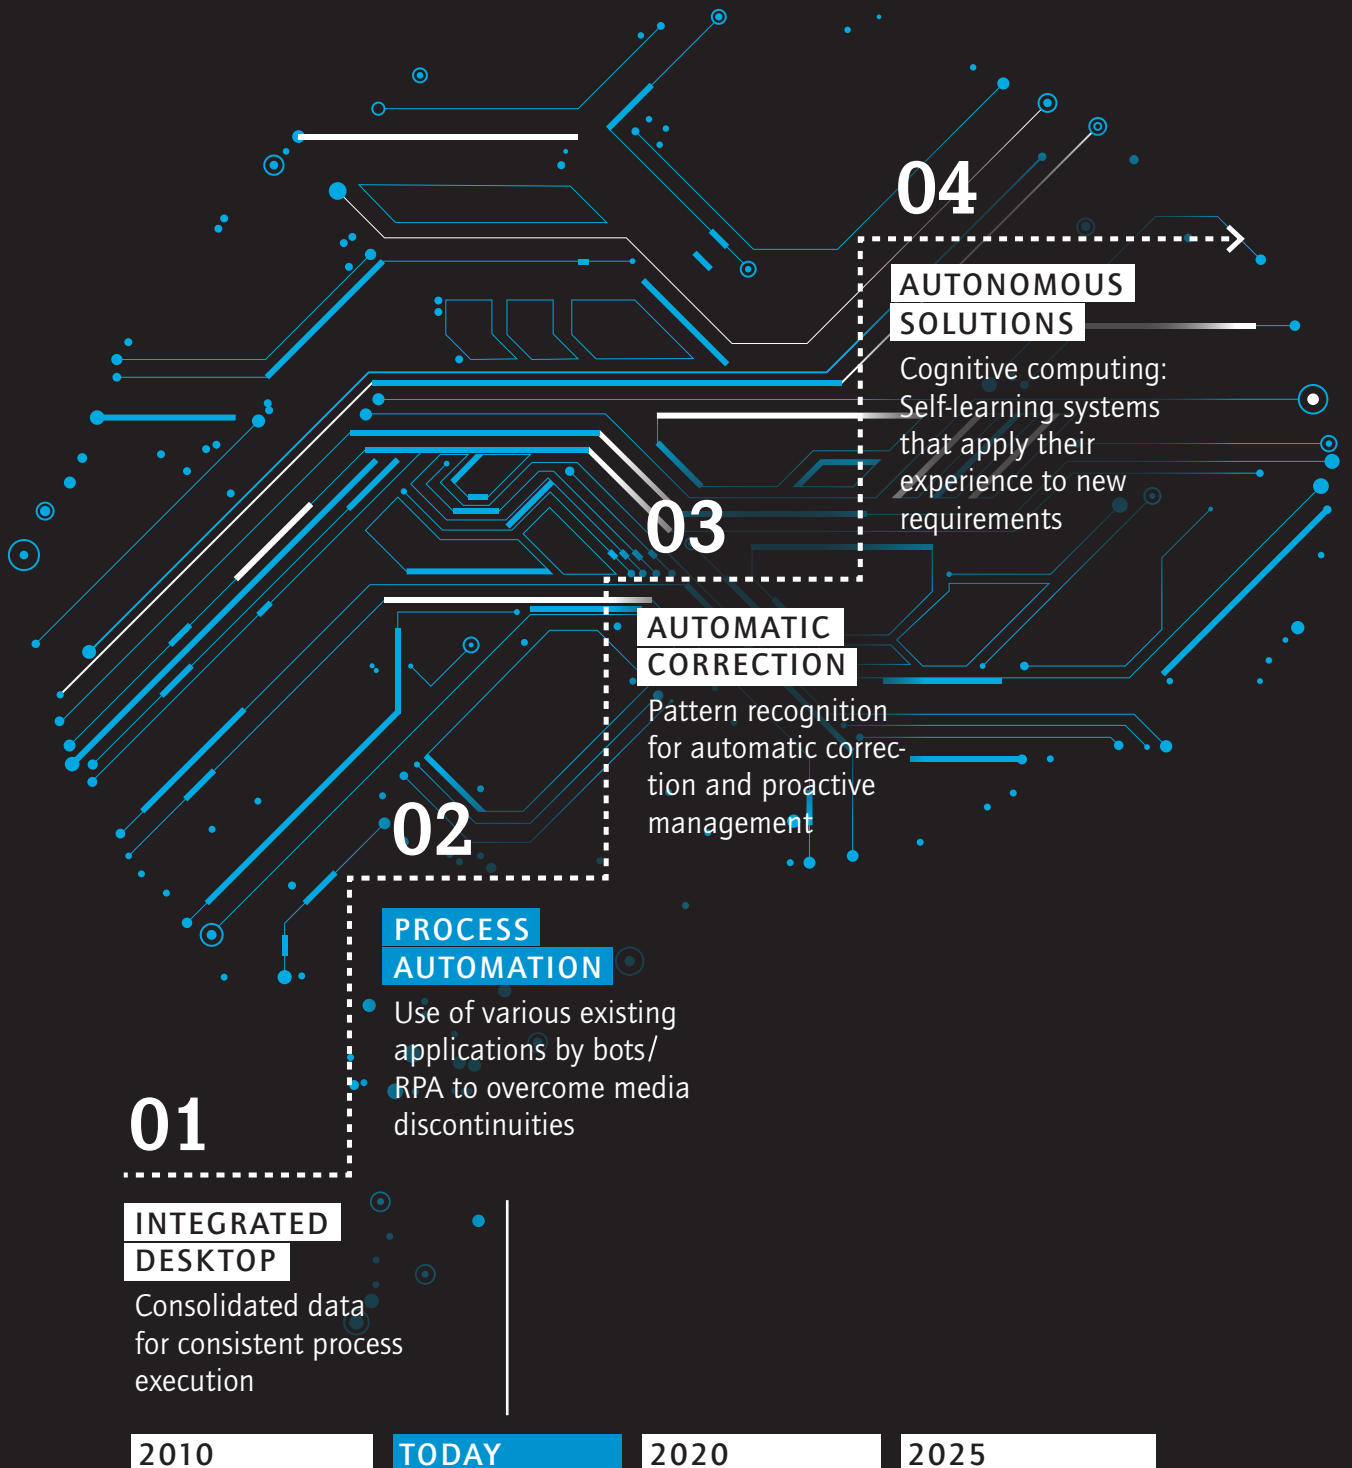 04
AUTONOMOUS
SOLUTIONS
Cognitive computing:
Self-learning systems
that apply their
experience to new
requirements
03
AUTOMATIC
CORRECTION
Pattern recognition
for automatic correc-
tion and proactive
management
02
PROCESS
AUTOMATION
Use of various existing
applications by bots/
RPA to overcome media
discontinuities
01
INTEGRATED
DESKTOP
Consolidated data
for consistent process
execution
2010
TODAY
2020
2025